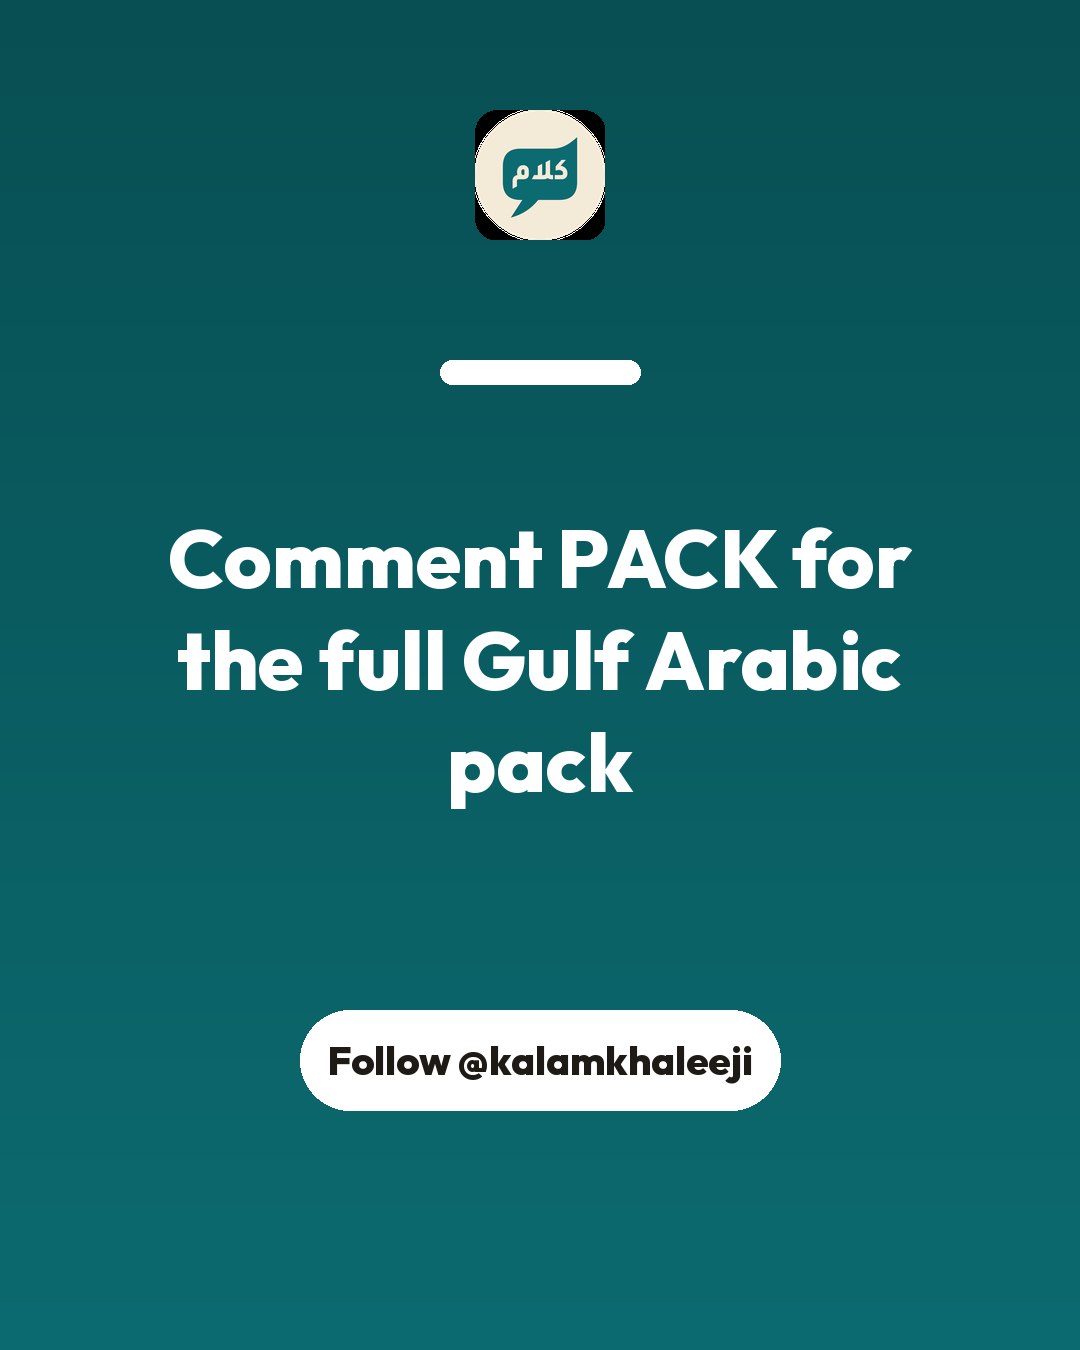 كلام
Comment PACK for
the full Gulf Arabic
pack
Follow @kalamkhaleeji